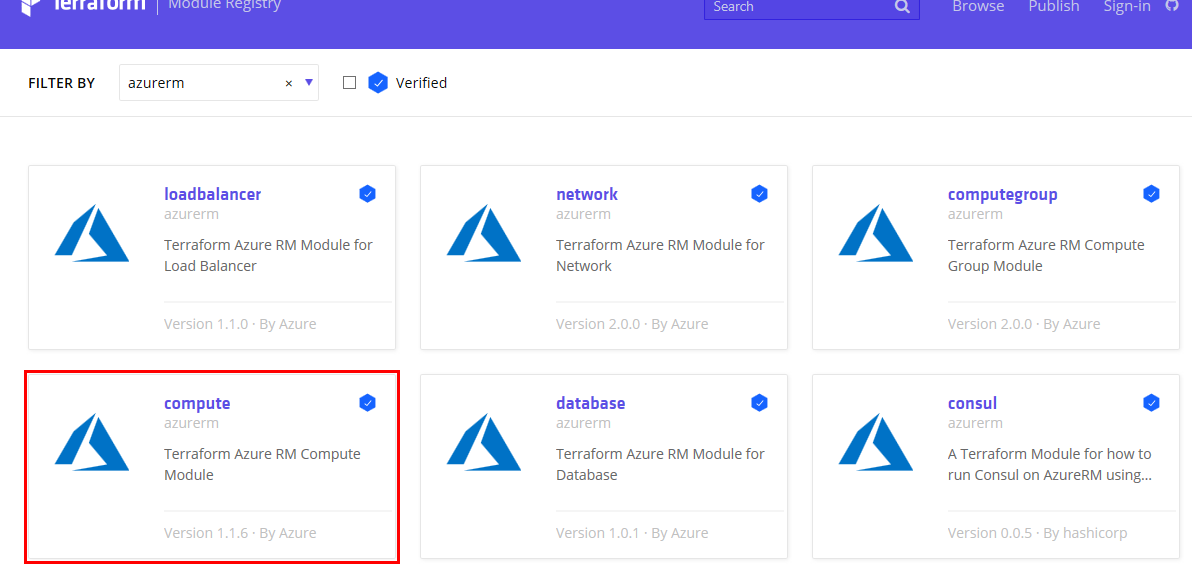 Terraform Module Registry Search Browse Publish Sign-in
FILTER BY azurerm × Verified
loadbalancer
azurerm
Terraform Azure RM Module for
Load Balancer
Version 1.1.0 · By Azure
network
azurerm
Terraform Azure RM Module for
Network
Version 2.0.0 · By Azure
computegroup
azurerm
Terraform Azure RM Compute
Group Module
Version 2.0.0 · By Azure
compute
azurerm
Terraform Azure RM Compute
Module
Version 1.1.6 · By Azure
database
azurerm
Terraform Azure RM Module for
Database
Version 1.0.1 · By Azure
consul
azurerm
A Terraform Module for how to
run Consul on AzureRM using...
Version 0.0.5 · By hashicorp